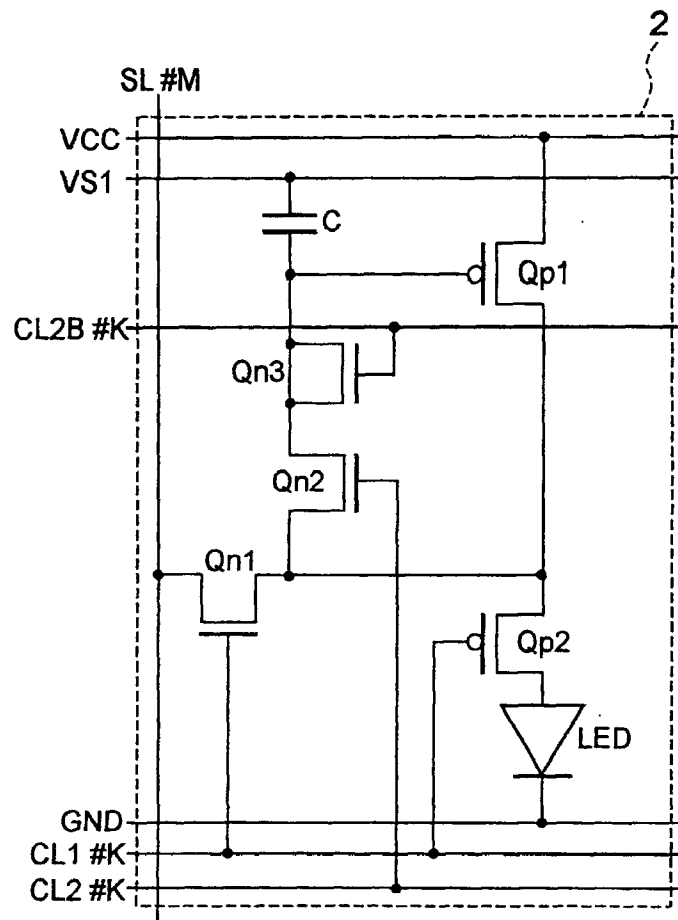 2
SL #M
VCC
VS1
C
Qp1
CL2B #K
Qn3
Qn2
Qn1
Qp2
LED
GND
CL1 #K
CL2 #K